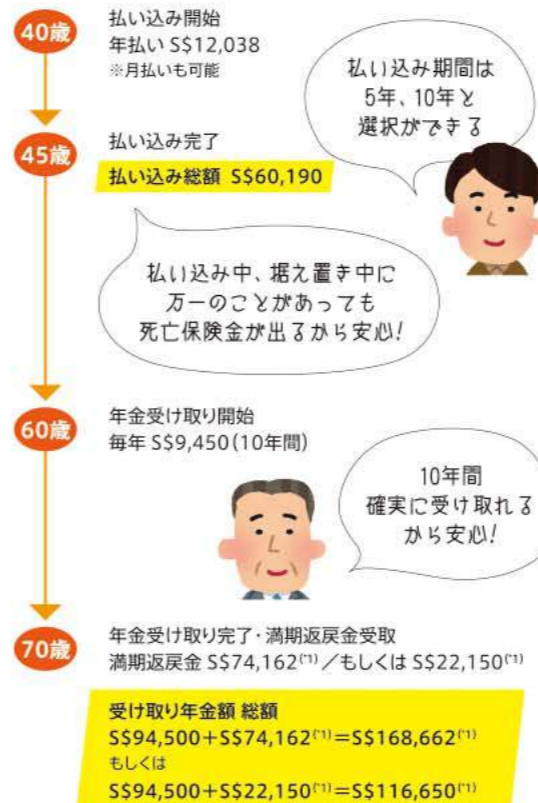 40歳
払い込み開始
年払い S$12,038
※月払いも可能
払い込み期間は
5年、10年と
選択ができる
45歳
払い込み完了
払い込み総額 S$60,190
払い込み中、据え置き中に
万一のことがあっても
死亡保険金が出るから安心!
60歳
年金受け取り開始
毎年 S$9,450(10年間)
10年間
確実に受け取れる
から安心!
70歳
年金受け取り完了・満期返戻金受取
満期返戻金 S$74,162(*1)/もしくは S$22,150(*1)
受け取り年金額 総額
S$94,500+S$74,162(*1)=S$168,662(*1)
もしくは
S$94,500+S$22,150(*1)=S$116,650(*1)